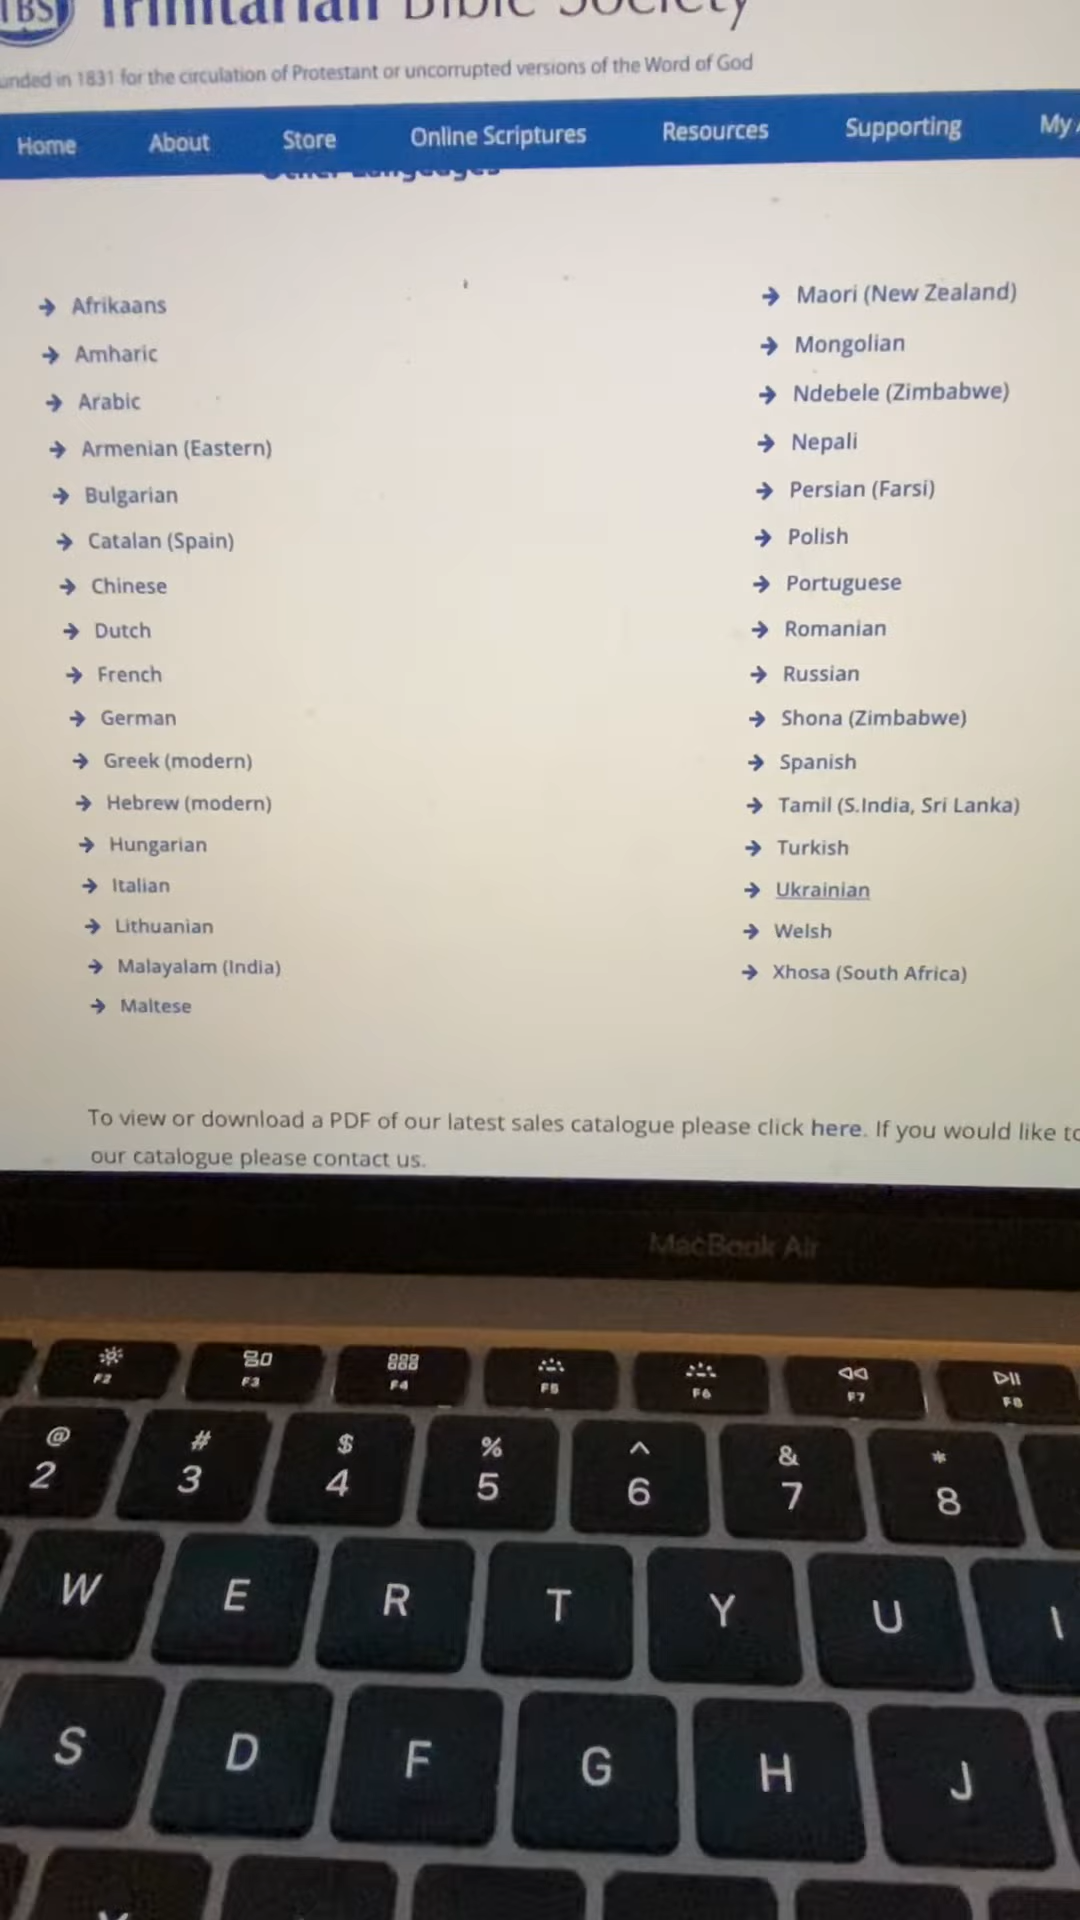 TBS Trinitarian Bible Society
unded in 1831 for the circulation of Protestant or uncorrupted versions of the Word of God
Home About Store Online Scriptures Resources Supporting My
Other Languages
Afrikaans
Amharic
Arabic
Armenian (Eastern)
Bulgarian
Catalan (Spain)
Chinese
Dutch
French
German
Greek (modern)
Hebrew (modern)
Hungarian
Italian
Lithuanian
Malayalam (India)
Maltese
Maori (New Zealand)
Mongolian
Ndebele (Zimbabwe)
Nepali
Persian (Farsi)
Polish
Portuguese
Romanian
Russian
Shona (Zimbabwe)
Spanish
Tamil (S.India, Sri Lanka)
Turkish
Ukrainian
Welsh
Xhosa (South Africa)
To view or download a PDF of our latest sales catalogue please click here. If you would like to
our catalogue please contact us.
MacBook Air
F2 F3 F4 F5 F6 F7 F8
@ # $ % ^ & *
2 3 4 5 6 7 8
W E R T Y U I
S D F G H J